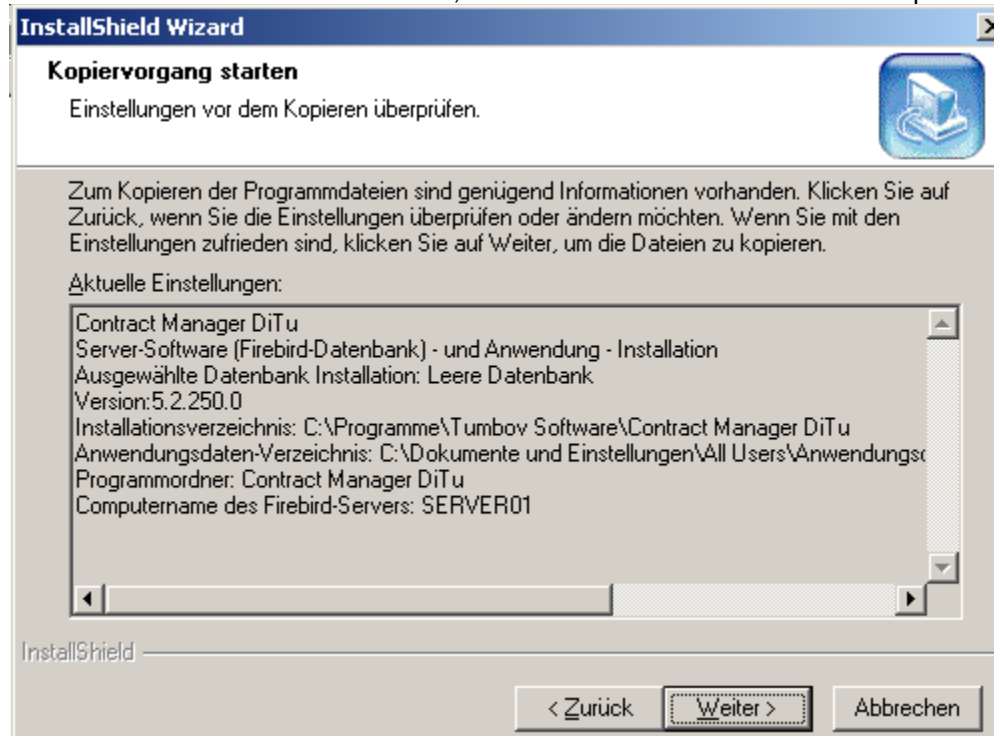 InstallShield Wizard
Kopiervorgang starten
Einstellungen vor dem Kopieren überprüfen.
Zum Kopieren der Programmdateien sind genügend Informationen vorhanden. Klicken Sie auf
Zurück, wenn Sie die Einstellungen überprüfen oder ändern möchten. Wenn Sie mit den
Einstellungen zufrieden sind, klicken Sie auf Weiter, um die Dateien zu kopieren.
Aktuelle Einstellungen:
Contract Manager DiTu
Server-Software (Firebird-Datenbank) - und Anwendung - Installation
Ausgewählte Datenbank Installation: Leere Datenbank
Version:5.2.250.0
Installationsverzeichnis: C:\Programme\Tumbov Software\Contract Manager DiTu
Anwendungsdaten-Verzeichnis: C:\Dokumente und Einstellungen\All Users\Anwendungsd
Programmordner: Contract Manager DiTu
Computername des Firebird-Servers: SERVER01
InstallShield
< Zurück Weiter > Abbrechen